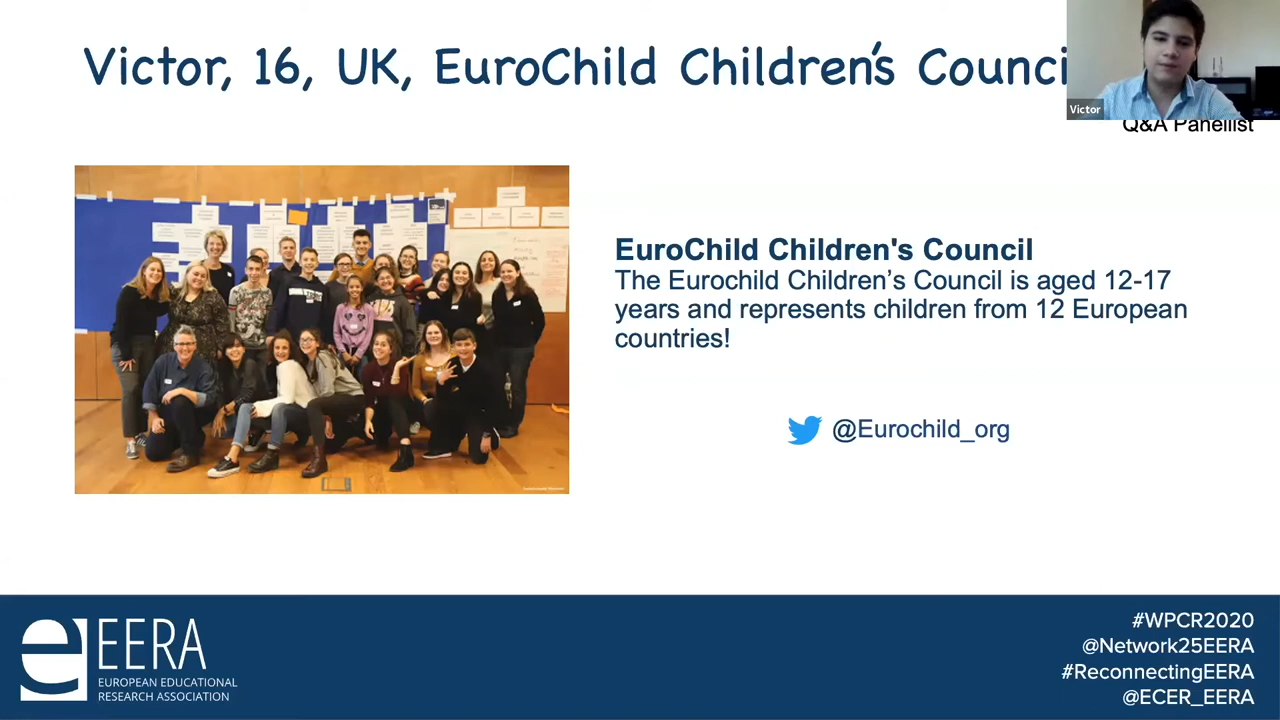 Victor, 16, UK, EuroChild Children's Counci
Victor
Q&A Panellist
EuroChild Children's Council
The Eurochild Children’s Council is aged 12-17
years and represents children from 12 European
countries!
@Eurochild_org
EERA
EUROPEAN EDUCATIONAL
RESEARCH ASSOCIATION
#WPCR2020
@Network25EERA
#ReconnectingEERA
@ECER_EERA